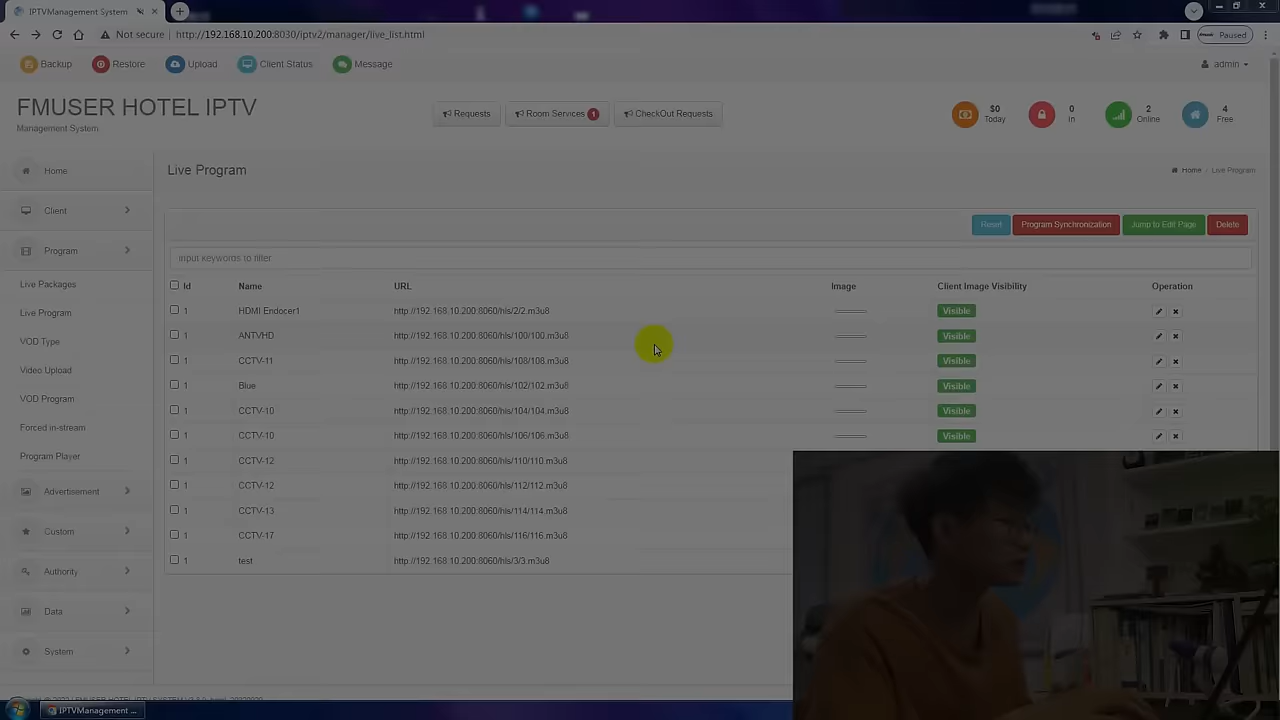 IPTVManagement System
Not secure
http://192.168.10.200:8030/iptv2/manager/live_list.html
Paused
Backup
Restore
Upload
Client Status
Message
admin
FMUSER HOTEL IPTV
Management System
Requests
Room Services 1
CheckOut Requests
$0
Today
0
In
2
Online
4
Free
Home
Client
Program
Live Packages
Live Program
VOD Type
Video Upload
VOD Program
Forced in-stream
Program Player
Advertisement
Custom
Authority
Data
System
Live Program
Home / Live Program
Reset
Program Synchronization
Jump to Edit Page
Delete
input keywords to filter
Id Name URL Image Client Image Visibility Operation
1 HDMI Endocer1 http://192.168.10.200:8060/hls/2/2.m3u8 Visible
1 ANTVHD http://192.168.10.200:8060/hls/100/100.m3u8 Visible
1 CCTV-11 http://192.168.10.200:8060/hls/108/108.m3u8 Visible
1 Blue http://192.168.10.200:8060/hls/102/102.m3u8 Visible
1 CCTV-10 http://192.168.10.200:8060/hls/104/104.m3u8 Visible
1 CCTV-10 http://192.168.10.200:8060/hls/106/106.m3u8 Visible
1 CCTV-12 http://192.168.10.200:8060/hls/110/110.m3u8
1 CCTV-12 http://192.168.10.200:8060/hls/112/112.m3u8
1 CCTV-13 http://192.168.10.200:8060/hls/114/114.m3u8
1 CCTV-17 http://192.168.10.200:8060/hls/116/116.m3u8
1 test http://192.168.10.200:8060/hls/3/3.m3u8
IPTVManagement ...